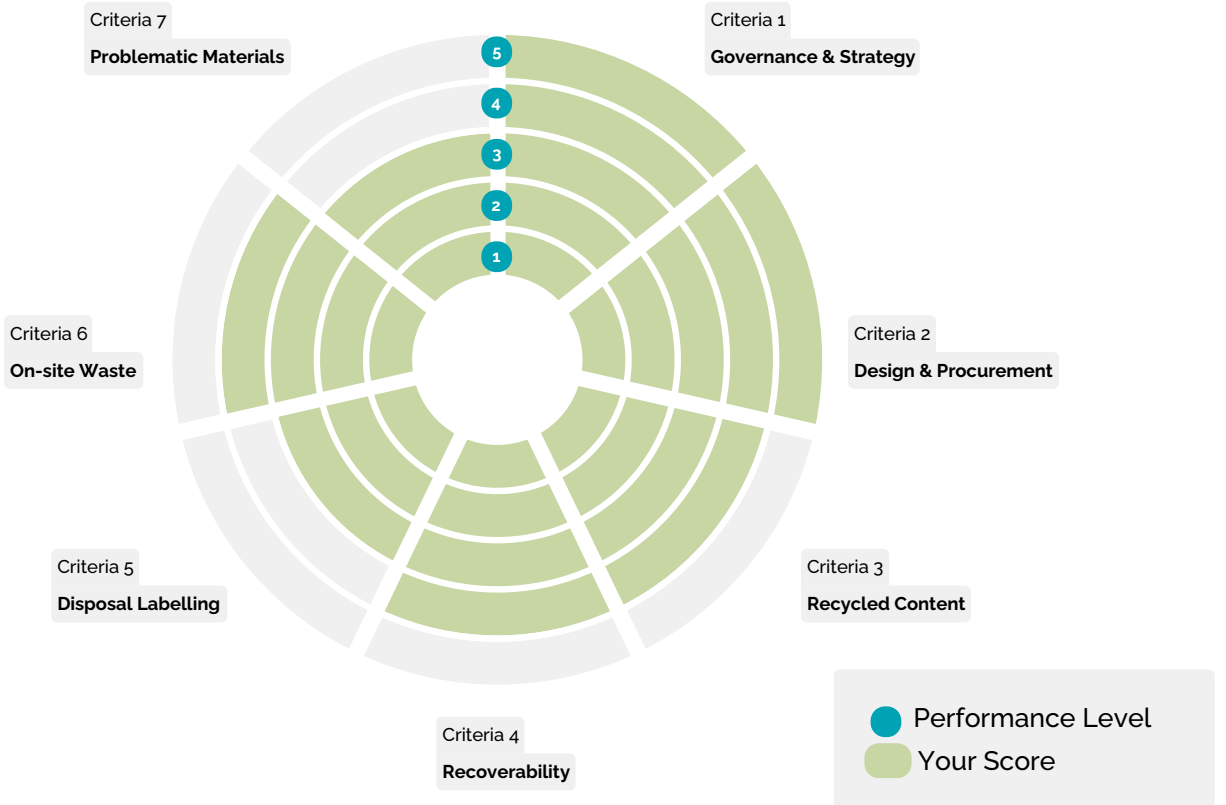 Criteria 7
Problematic Materials
Criteria 1
Governance & Strategy
5
4
3
2
1
Criteria 6
On-site Waste
Criteria 2
Design & Procurement
Criteria 5
Disposal Labelling
Criteria 3
Recycled Content
Criteria 4
Recoverability
Performance Level
Your Score